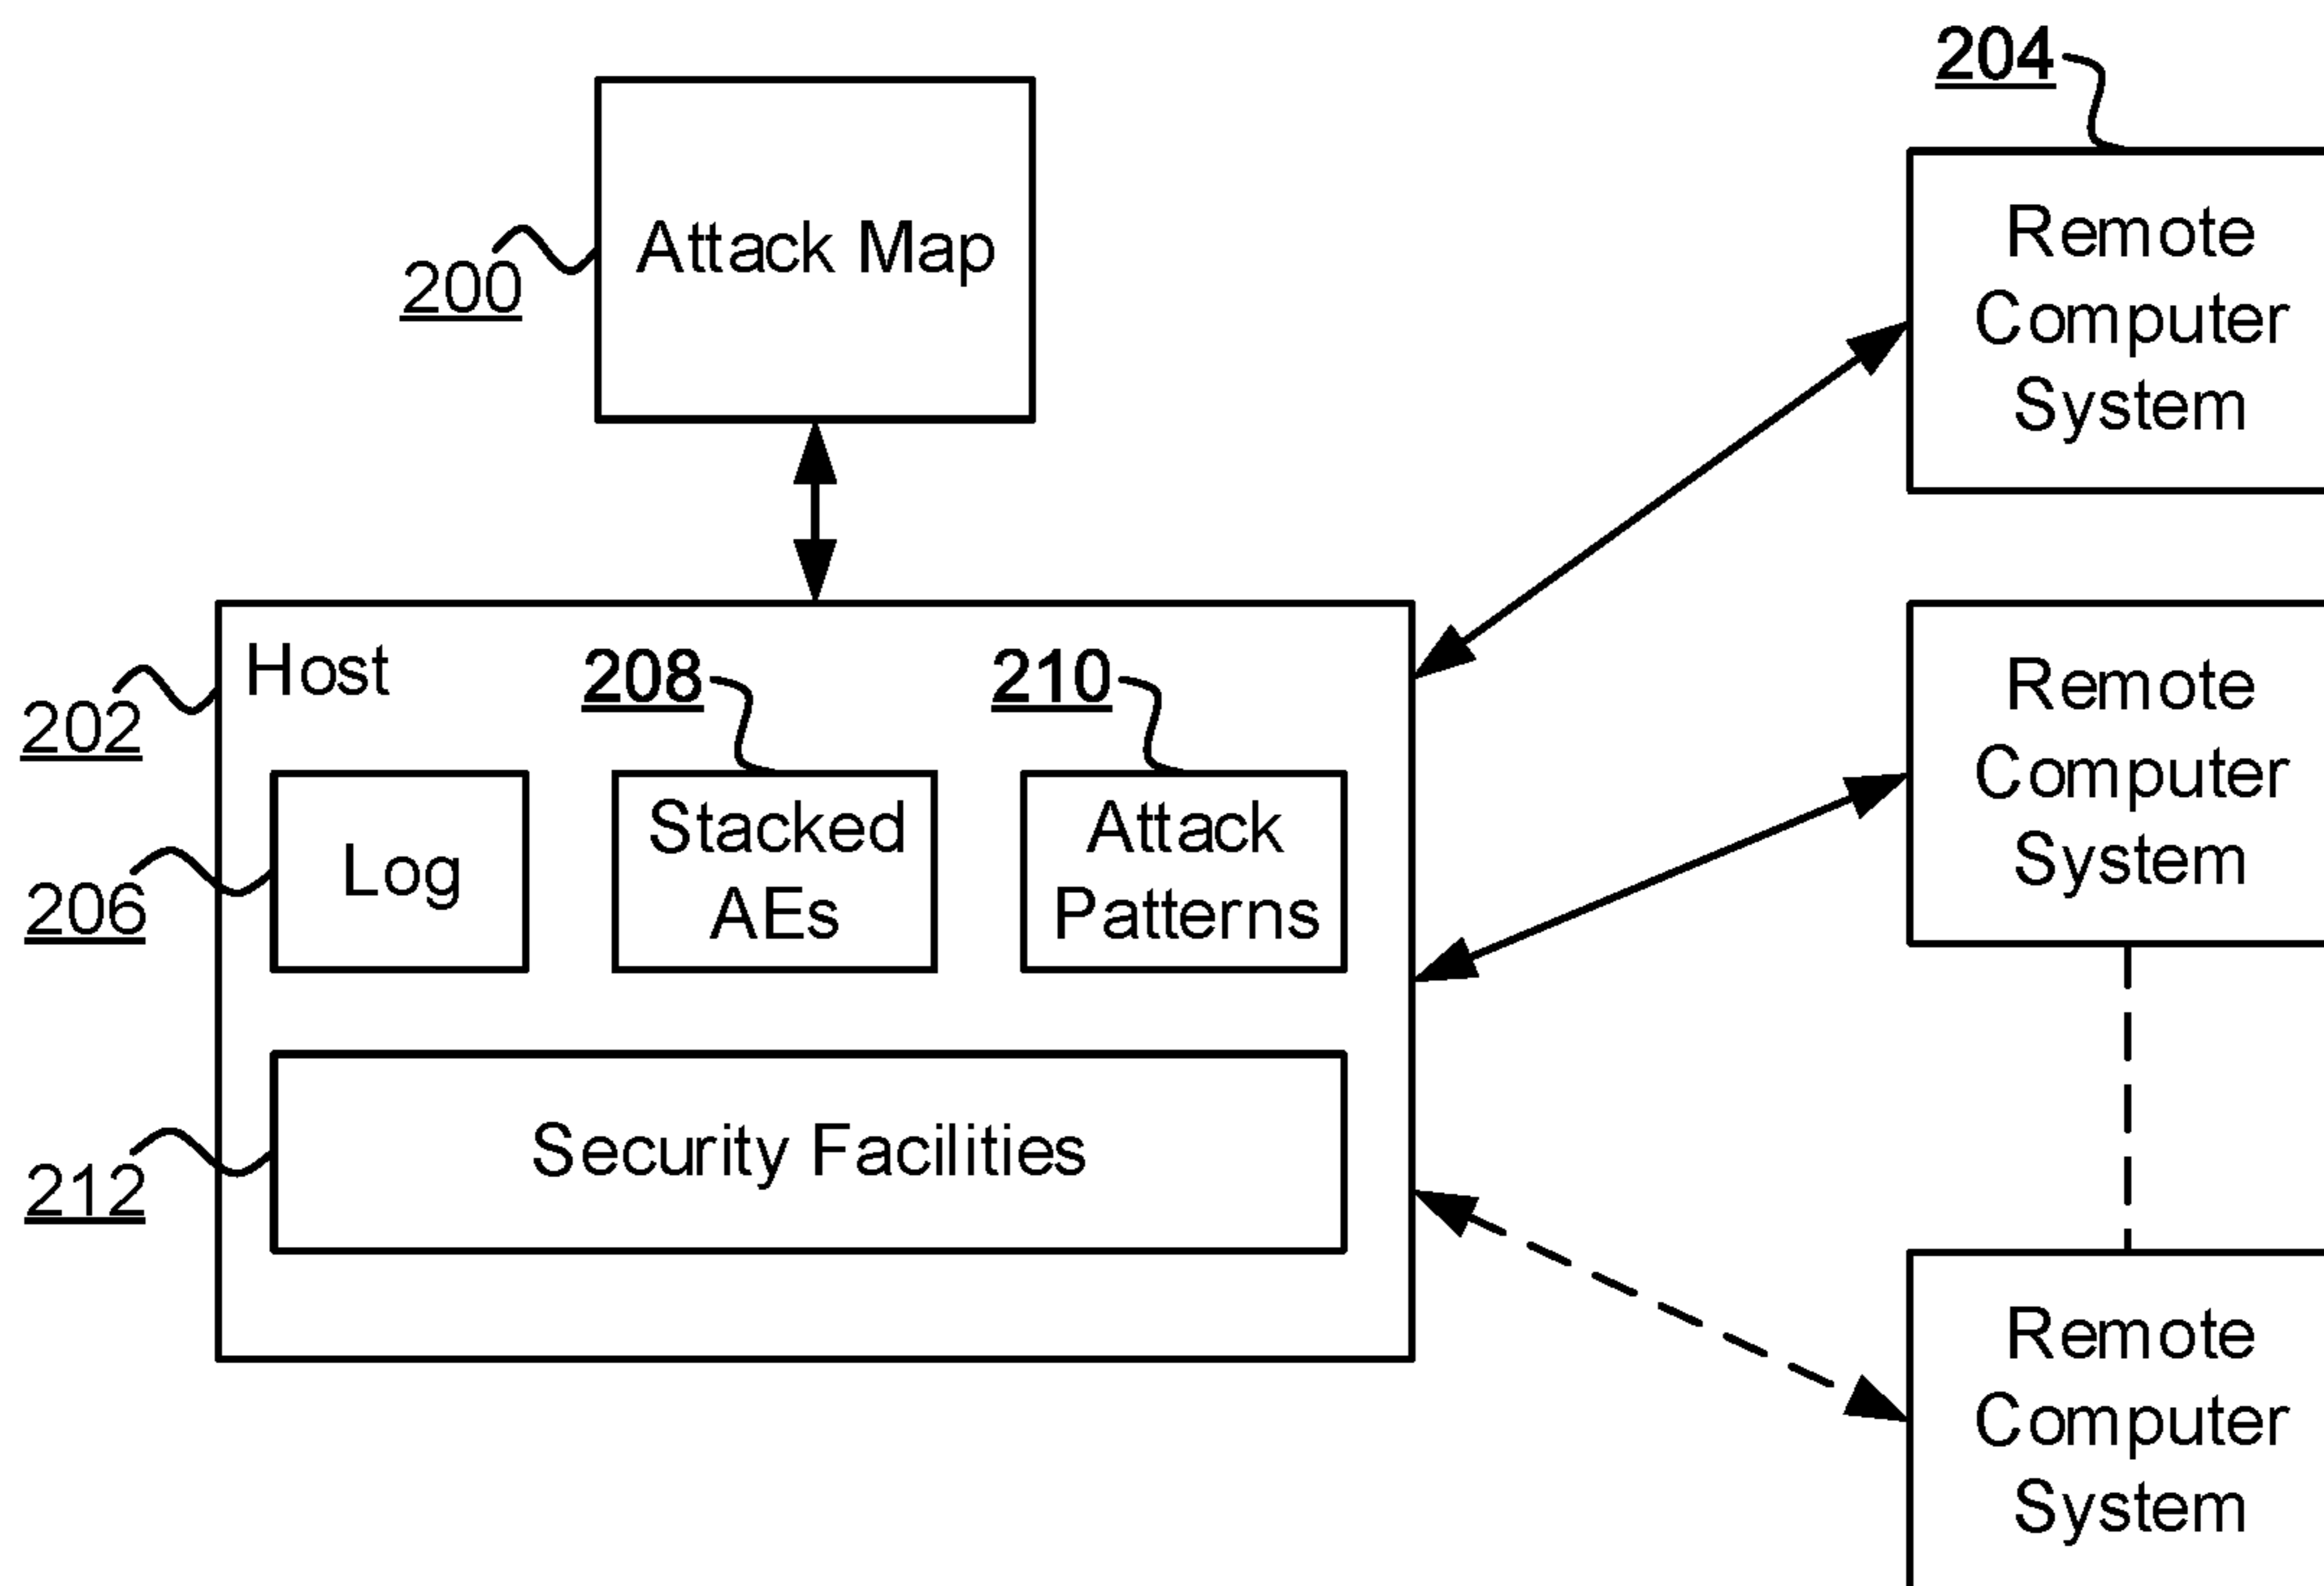 204
Attack Map
200
Remote
Computer
System
Host
208
210
202
Remote
Computer
System
Log
Stacked
AEs
Attack
Patterns
206
Security Facilities
212
Remote
Computer
System